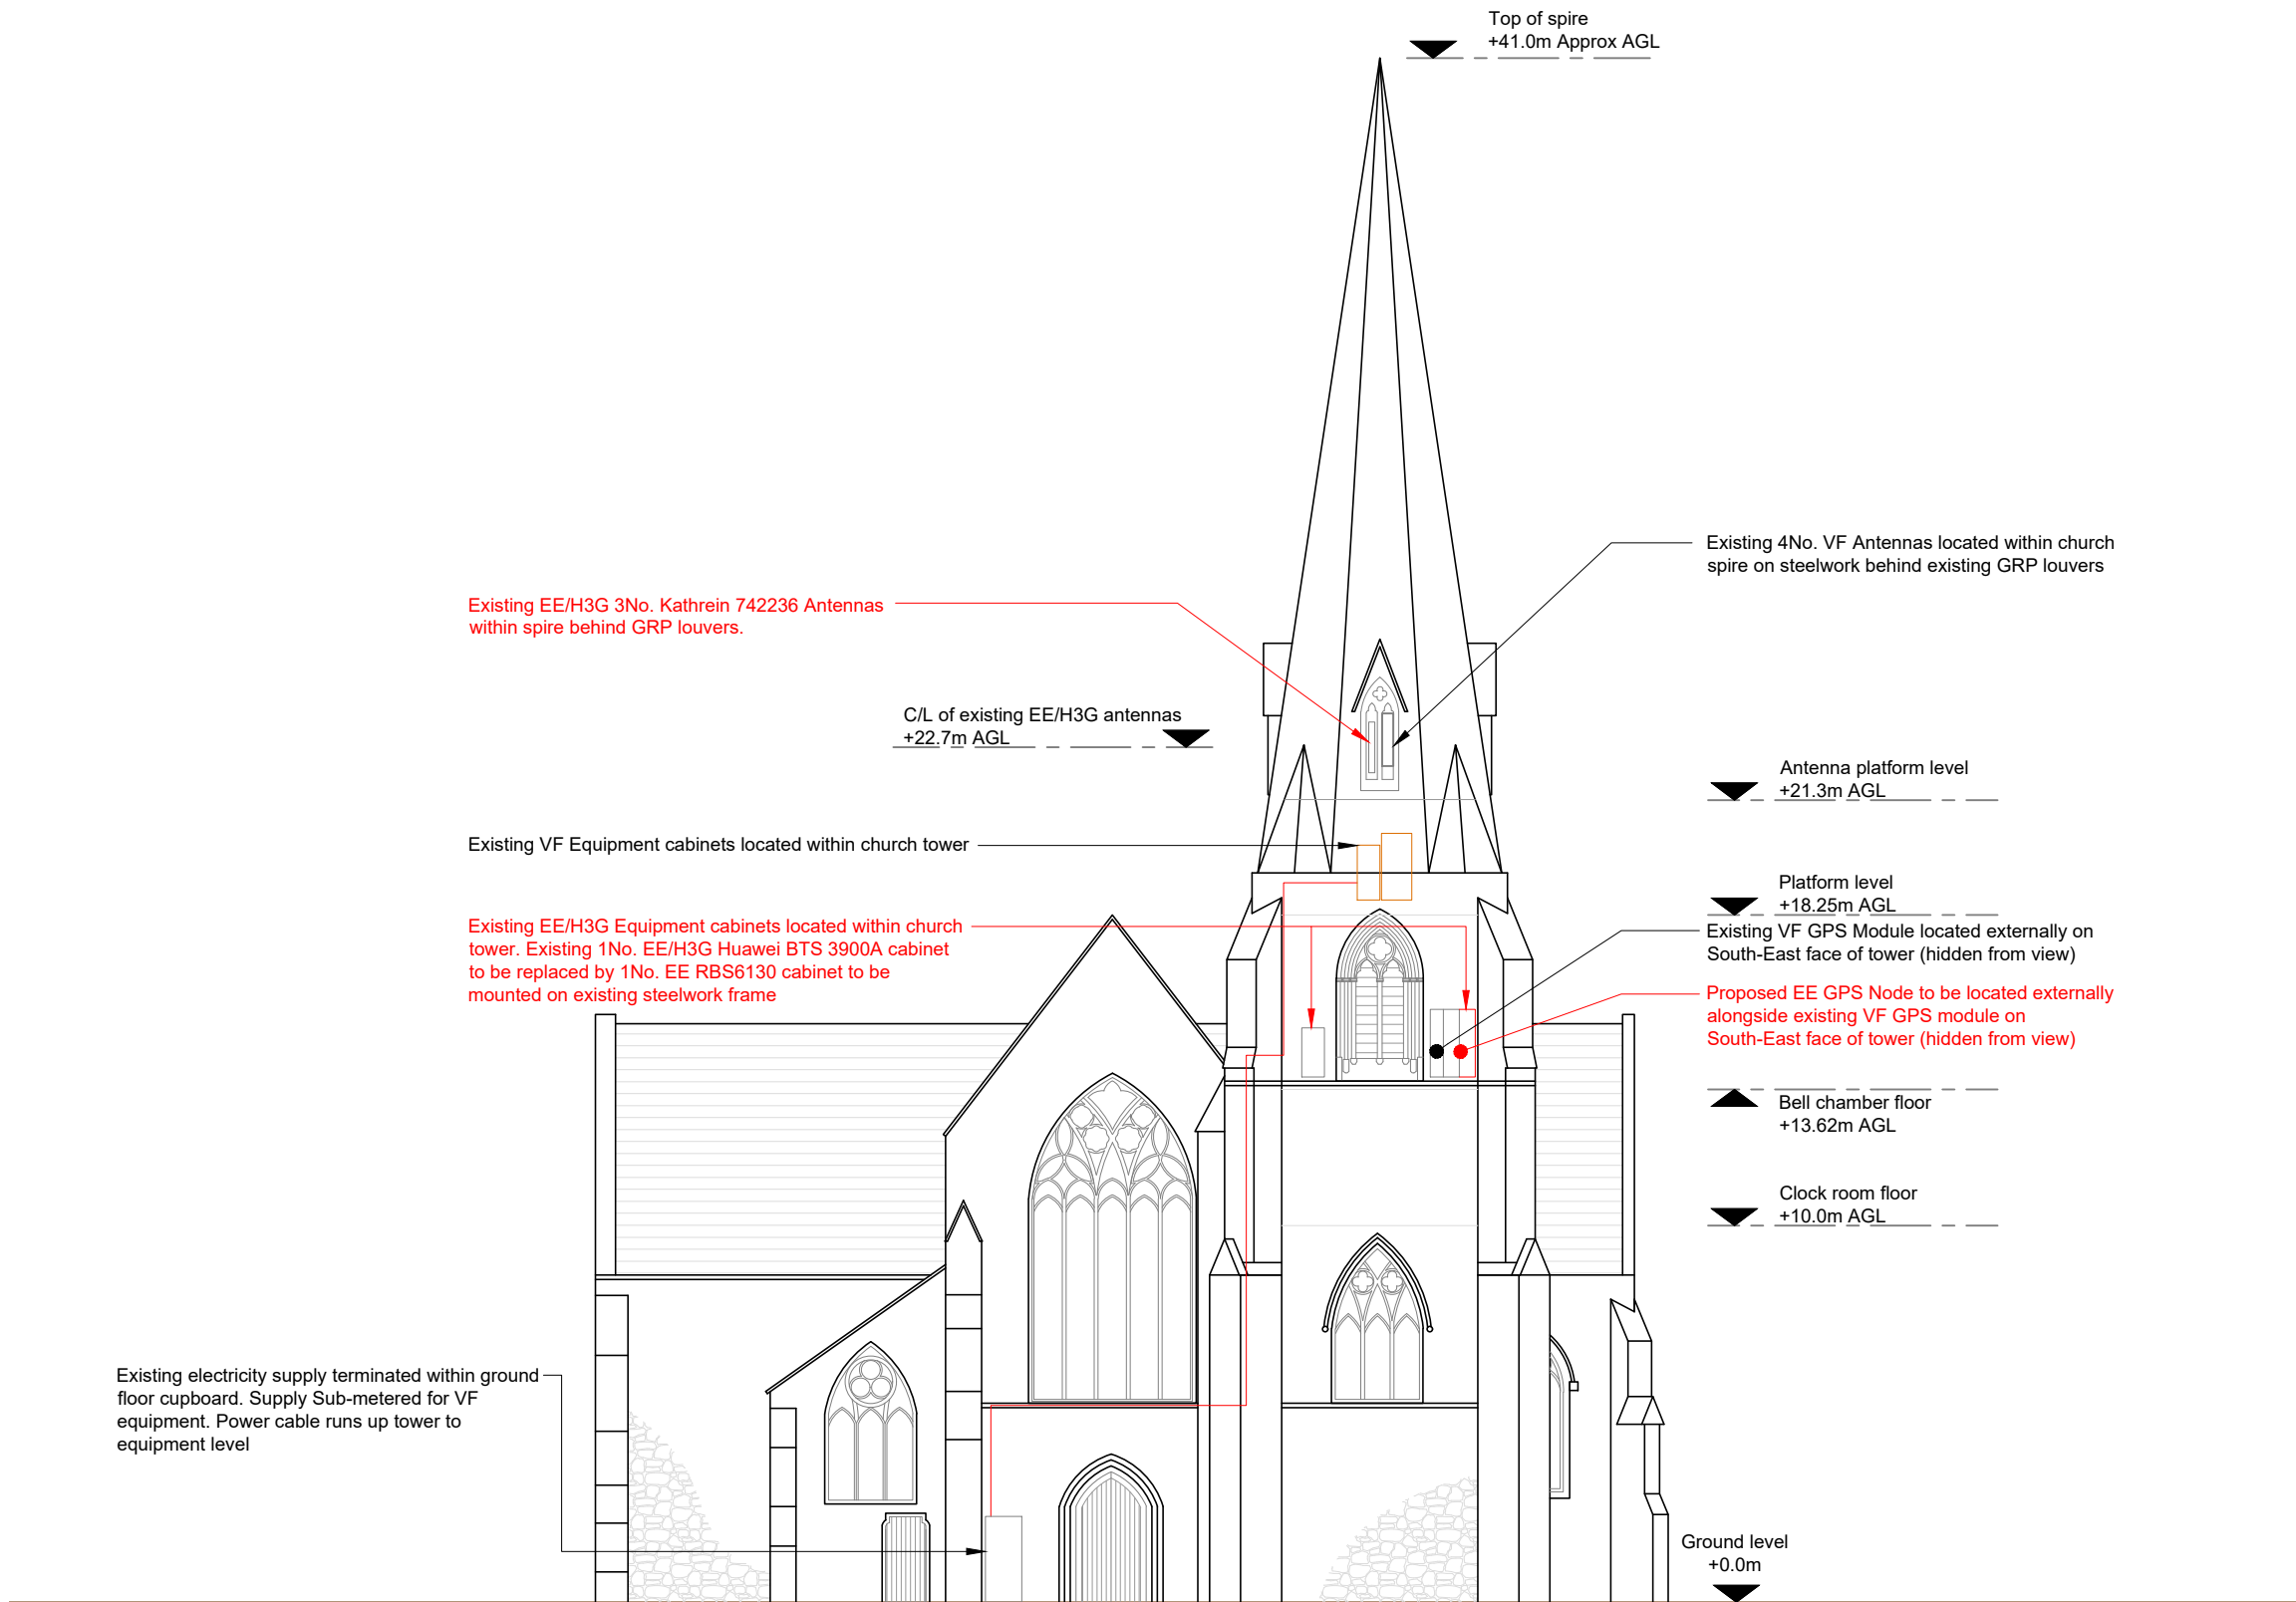 Top of spire
+41.0m Approx AGL
Existing 4No. VF Antennas located within church
spire on steelwork behind existing GRP louvers
Existing EE/H3G 3No. Kathrein 742236 Antennas
within spire behind GRP louvers.
C/L of existing EE/H3G antennas
+22.7m AGL
Antenna platform level
+21.3m AGL
Existing VF Equipment cabinets located within church tower
Platform level
+18.25m AGL
Existing EE/H3G Equipment cabinets located within church
tower. Existing 1No. EE/H3G Huawei BTS 3900A cabinet
to be replaced by 1No. EE RBS6130 cabinet to be
mounted on existing steelwork frame
Existing VF GPS Module located externally on
South-East face of tower (hidden from view)
Proposed EE GPS Node to be located externally
alongside existing VF GPS module on
South-East face of tower (hidden from view)
Bell chamber floor
+13.62m AGL
Clock room floor
+10.0m AGL
Existing electricity supply terminated within ground
floor cupboard. Supply Sub-metered for VF
equipment. Power cable runs up tower to
equipment level
Ground level
+0.0m